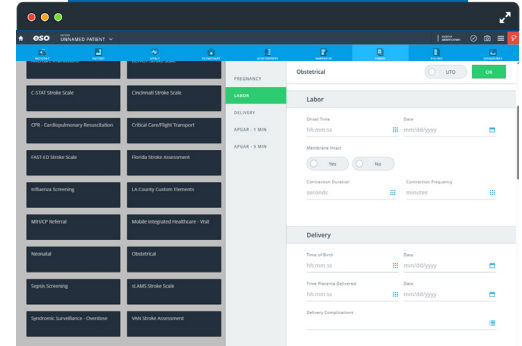 eso
UNNAMED PATIENT
FORMS
C-STAT Stroke Scale
Cincinnati Stroke Scale
CPR - Cardiopulmonary Resuscitation
Critical Care/Flight Transport
FAST ED Stroke Scale
Florida Stroke Assessment
Influenza Screening
LA County Custom Elements
MIH/CP Referral
Mobile Integrated Healthcare - Visit
Neonatal
Obstetrical
Sepsis Screening
sLAMS Stroke Scale
Syndromic Surveillance - Overdose
VAN Stroke Assessment
PREGNANCY
LABOR
DELIVERY
APGAR - 1 MIN
APGAR - 5 MIN
Obstetrical
UTO
ON
Labor
Onset Time
Date
hh:mm:ss
mm/dd/yyyy
Membrane Intact
Yes
No
Contraction Duration
Contraction Frequency
seconds
minutes
Delivery
Time of Birth
Date
hh:mm:ss
mm/dd/yyyy
Time Placenta Delivered
Date
hh:mm:ss
mm/dd/yyyy
Delivery Complications